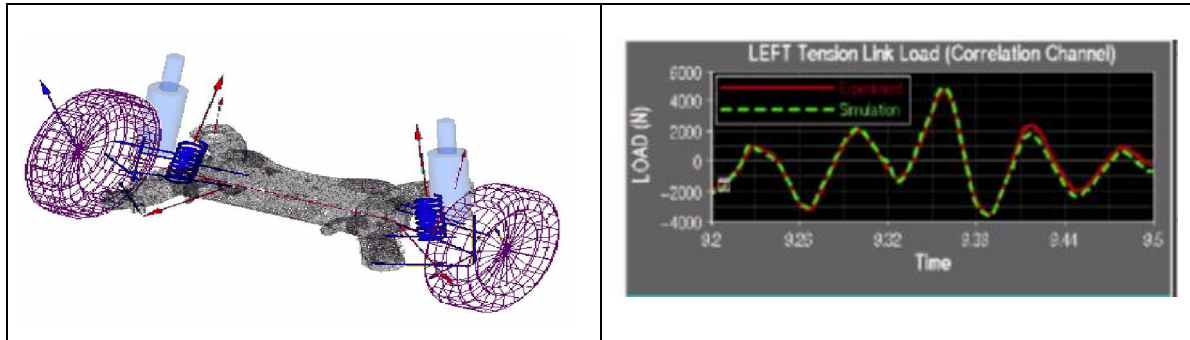 LEFT Tension Link Load (Correlation Channel)
6000
4000
2000
0
-2000
-4000
LOAD (N)
Experiment
Simulation
9.2 9.26 9.32 9.38 9.44 9.5
Time